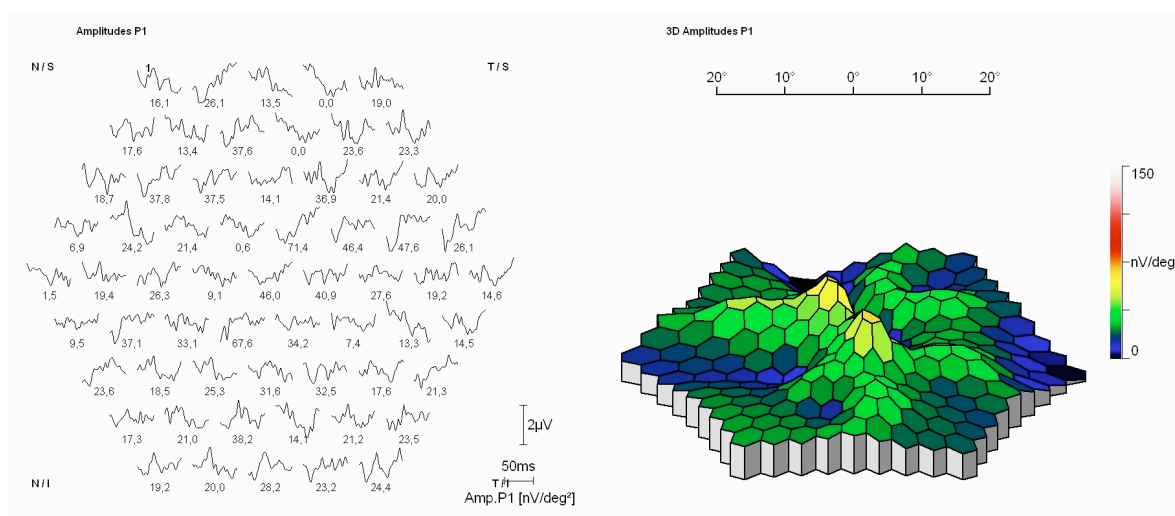 Amplitudes P1
3D Amplitudes P1
N / S
1
T / S
16,1 26,1 13,5 0,0 19,0
17,6 13,4 37,6 0,0 23,6 23,3
18,7 37,8 37,5 14,1 36,9 21,4 20,0
6,9 24,2 21,4 0,6 71,4 46,4 47,6 26,1
1,5 19,4 26,3 9,1 46,0 40,9 27,6 19,2 14,6
9,5 37,1 33,1 67,6 34,2 7,4 13,3 14,5
23,6 18,5 25,3 31,6 32,5 17,6 21,3
17,3 21,0 38,2 21,2 23,5
19,2 20,0 28,2 23,2 24,4
2µV
50ms
N / I
Amp.P1 [nV/deg²]
20° 10° 0° 10° 20°
150
nV/deg
0